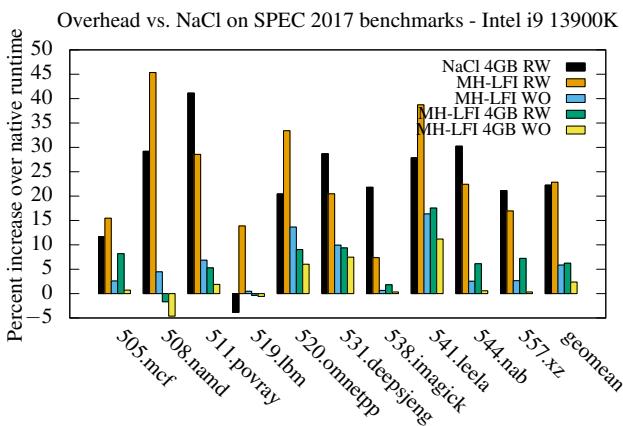 Overhead vs. NaCl on SPEC 2017 benchmarks - Intel i9 13900K
Percent increase over native runtime
50
45
40
35
30
25
20
15
10
5
0
−5
NaCl 4GB RW
MH-LFI RW
MH-LFI WO
MH-LFI 4GB RW
MH-LFI 4GB WO
505.mcf
508.namd
511.povray
519.lbm
520.omnetpp
531.deepsjeng
538.imagick
541.leela
544.nab
557.xz
geomean